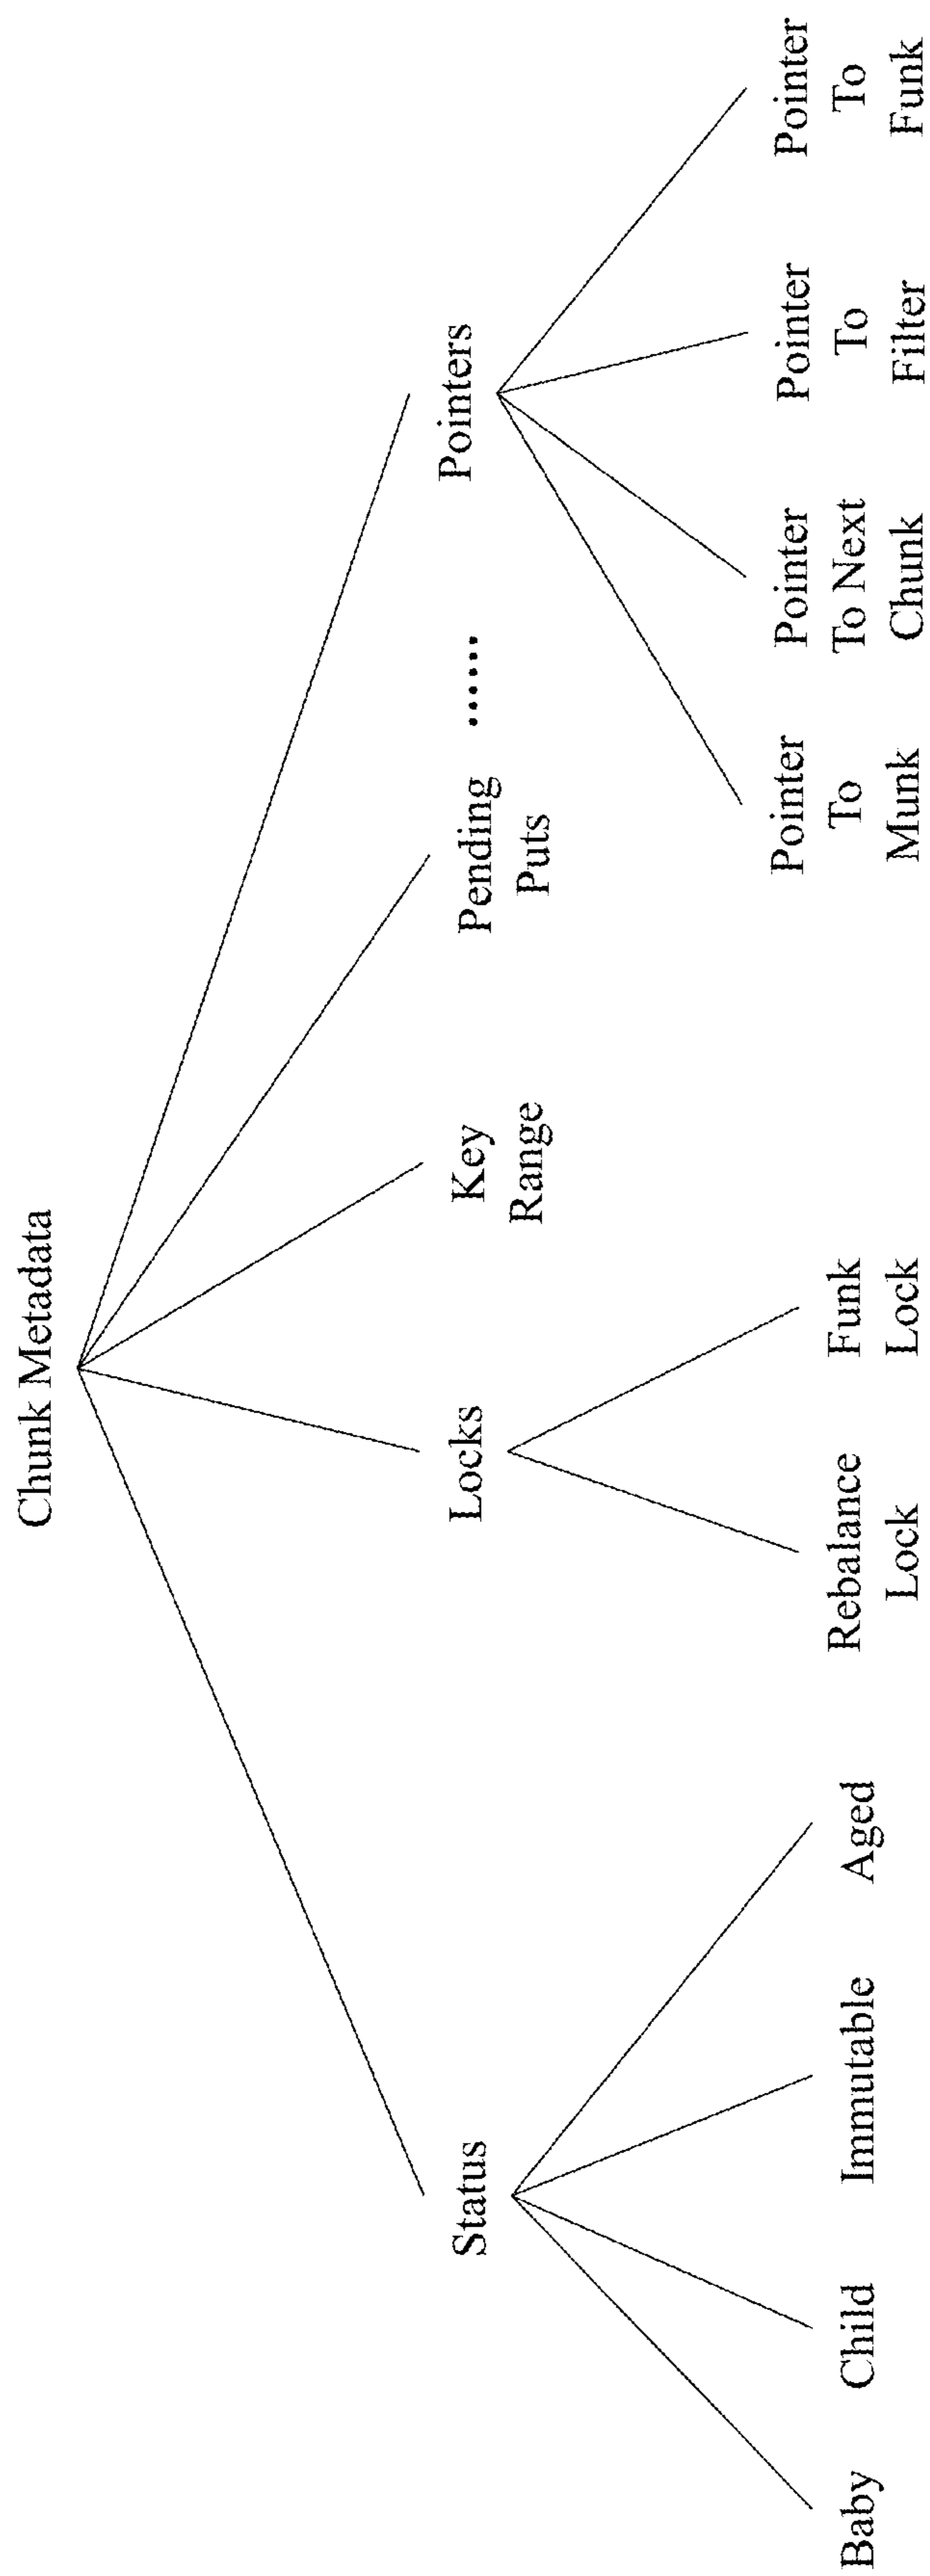 Chunk Metadata
Status
Locks
Key
Range
Pending
Puts
......
Pointers
Baby
Child
Immutable
Aged
Rebalance
Lock
Funk
Lock
Pointer
To
Munk
Pointer
To Next
Chunk
Pointer
To
Filter
Pointer
To
Funk